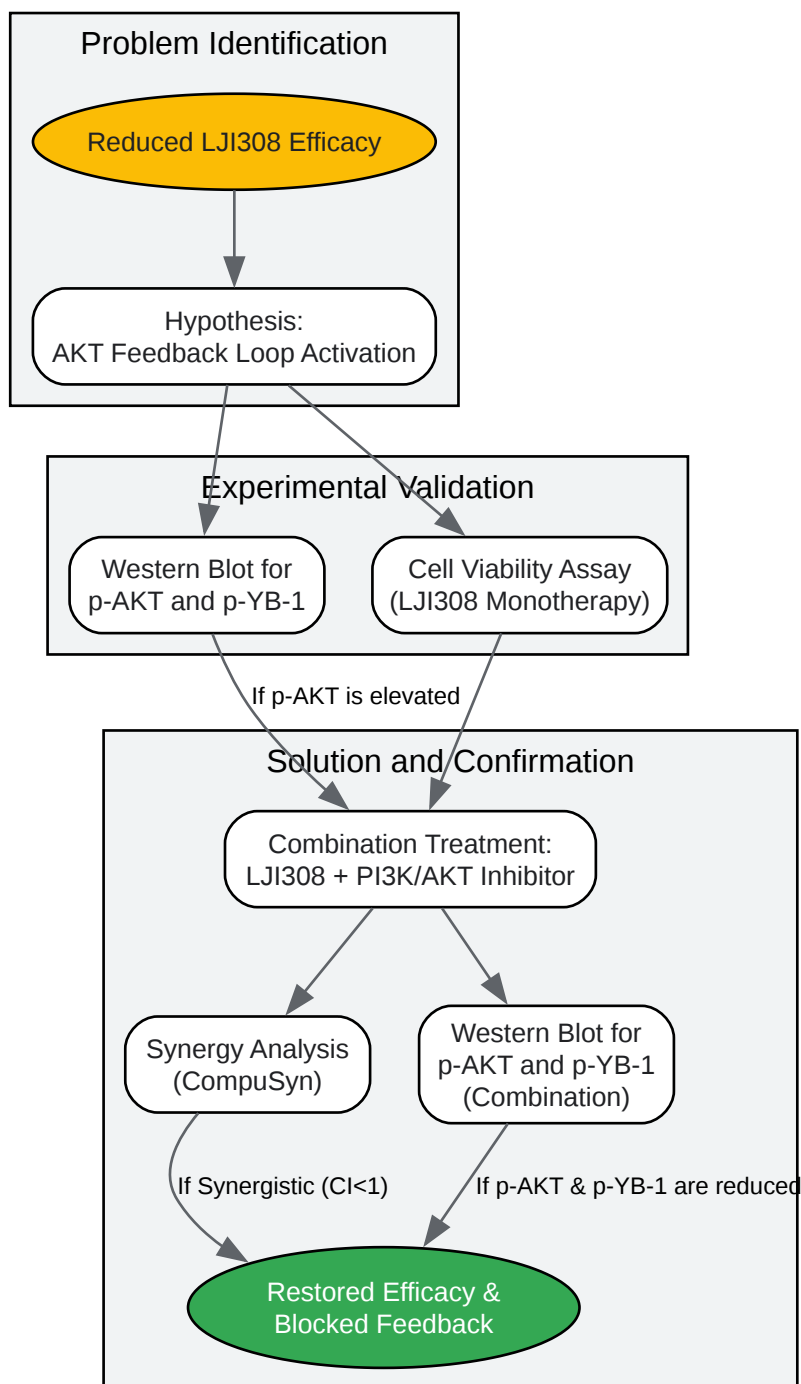 Problem Identification
Reduced LJI308 Efficacy
Hypothesis:
AKT Feedback Loop Activation
Experimental Validation
Western Blot for
p-AKT and p-YB-1
Cell Viability Assay
(LJI308 Monotherapy)
If p-AKT is elevated
Solution and Confirmation
Combination Treatment:
LJI308 + PI3K/AKT Inhibitor
Synergy Analysis
(CompuSyn)
Western Blot for
p-AKT and p-YB-1
(Combination)
If Synergistic (CI<1)
If p-AKT & p-YB-1 are reduced
Restored Efficacy &
Blocked Feedback